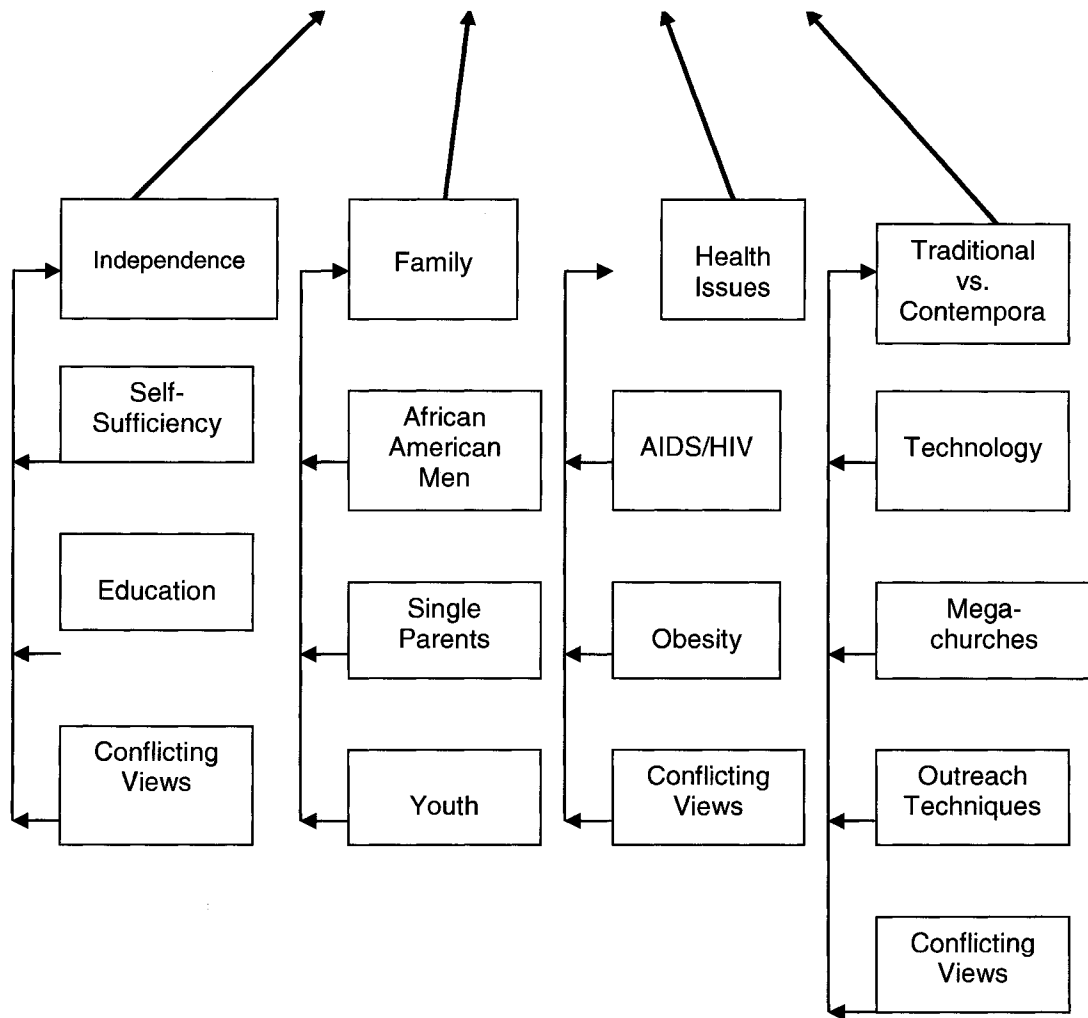 Independence
Self-
Sufficiency
Education
Conflicting
Views
Family
African
American
Men
Single
Parents
Youth
Health
Issues
AIDS/HIV
Obesity
Conflicting
Views
Traditional
vs.
Contempora
Technology
Mega-
churches
Outreach
Techniques
Conflicting
Views